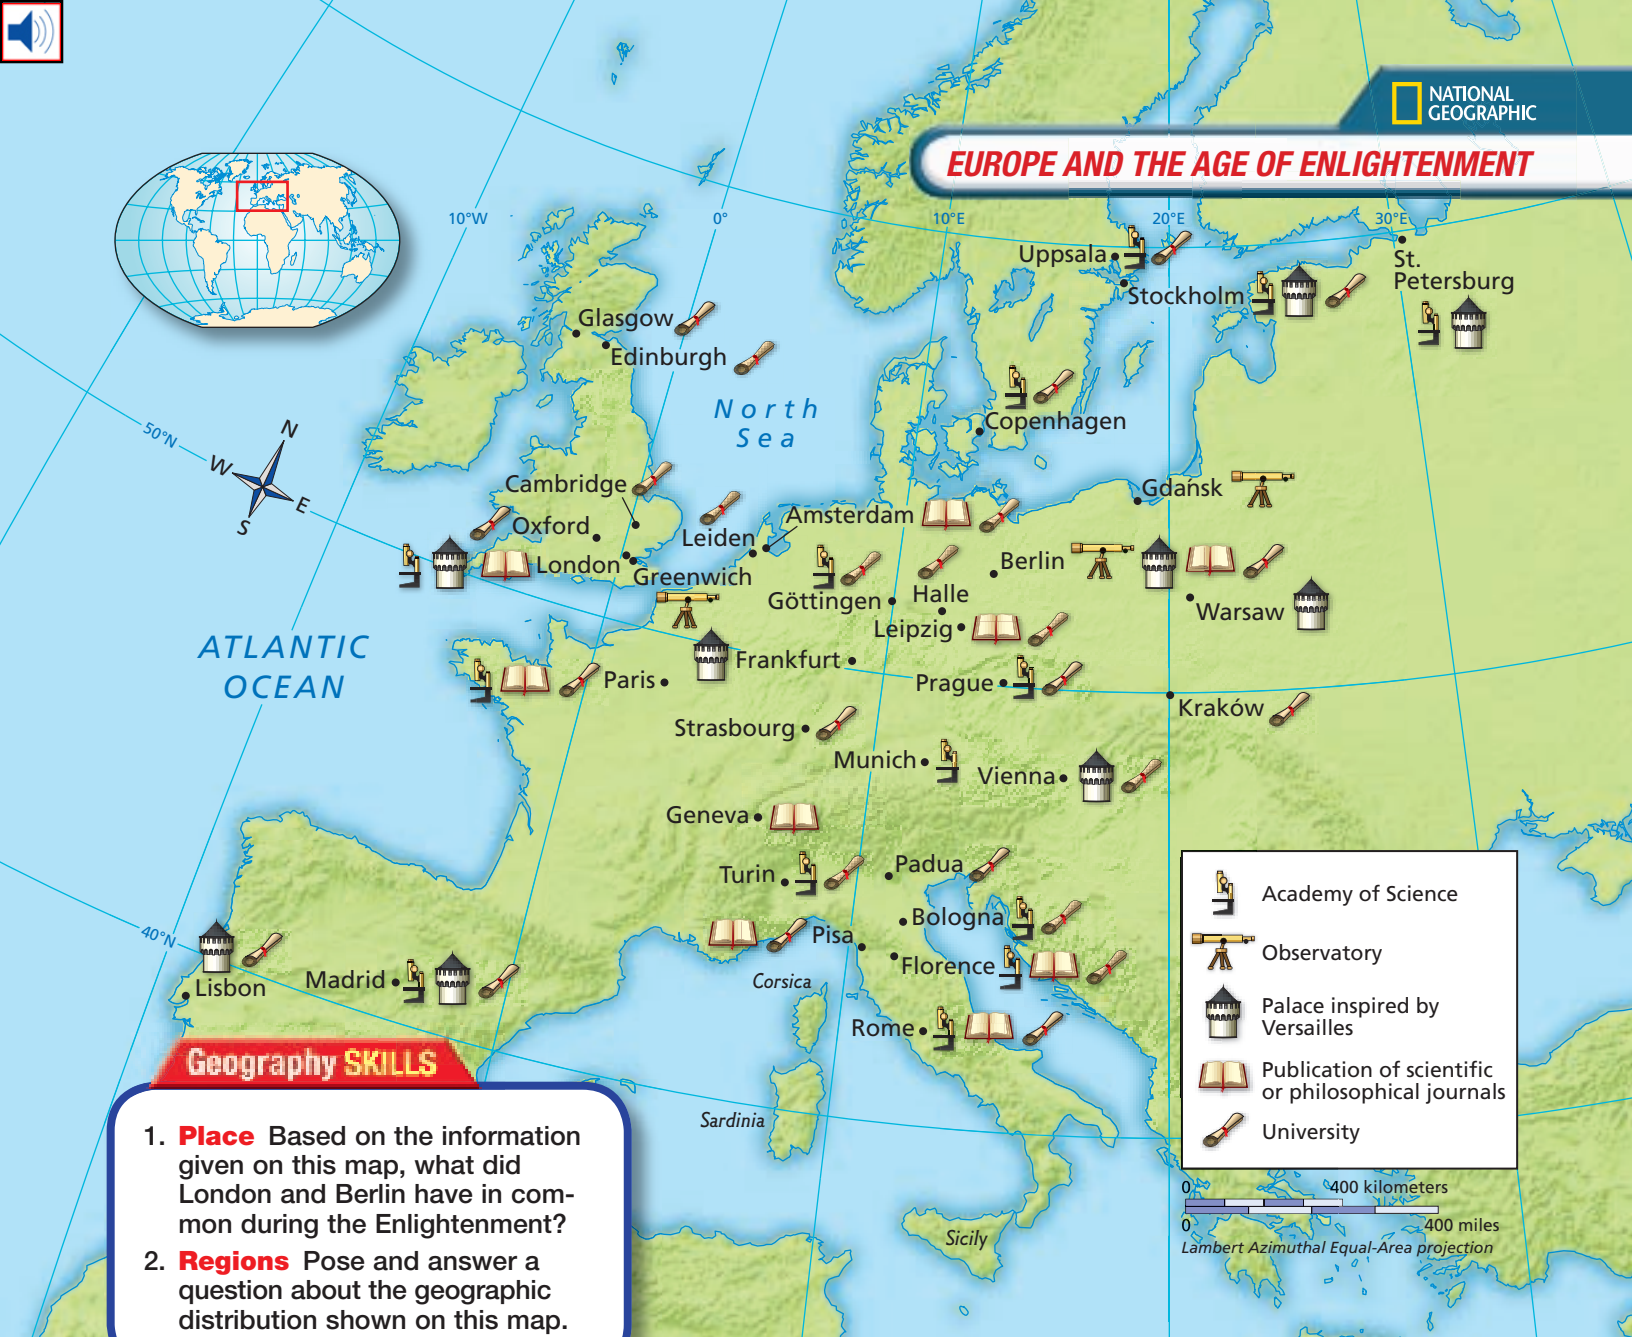 NATIONAL
GEOGRAPHIC
EUROPE AND THE AGE OF ENLIGHTENMENT
10°W
0°
10°E
20°E
30°E
Uppsala
St.
Petersburg
Stockholm
Glasgow
Edinburgh
North
Sea
Copenhagen
50°N
N
W
E
S
Cambridge
Gdańsk
Oxford
Amsterdam
Leiden
London
Greenwich
Berlin
Göttingen
Halle
Warsaw
Leipzig
ATLANTIC
OCEAN
Frankfurt
Paris
Prague
Kraków
Strasbourg
Munich
Vienna
Geneva
Turin
Padua
Bologna
Pisa
40°N
Florence
Corsica
Madrid
Lisbon
Rome
Sardinia
Sicily
Academy of Science
Observatory
Palace inspired by
Versailles
Publication of scientific
or philosophical journals
University
0
400 kilometers
0
400 miles
Lambert Azimuthal Equal-Area projection
Geography SKILLS
1. Place Based on the information
given on this map, what did
London and Berlin have in com-
mon during the Enlightenment?
2. Regions Pose and answer a
question about the geographic
distribution shown on this map.